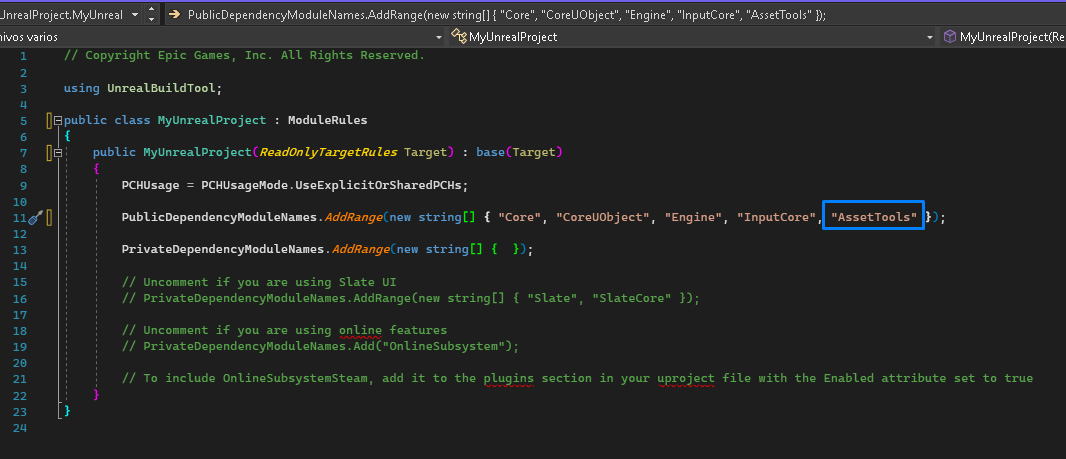 UnrealProject.MyUnreal
PublicDependencyModuleNames.AddRange(new string[] { "Core", "CoreUObject", "Engine", "InputCore", "AssetTools" });
hivos varios
MyUnrealProject
MyUnrealProject(Re
1 // Copyright Epic Games, Inc. All Rights Reserved.
2
3 using UnrealBuildTool;
4
5 public class MyUnrealProject : ModuleRules
6 {
7 public MyUnrealProject(ReadOnlyTargetRules Target) : base(Target)
8 {
9 PCHUsage = PCHUsageMode.UseExplicitOrSharedPCHs;
10
11 PublicDependencyModuleNames.AddRange(new string[] { "Core", "CoreUObject", "Engine", "InputCore", "AssetTools" });
12
13 PrivateDependencyModuleNames.AddRange(new string[] {  });
14
15 // Uncomment if you are using Slate UI
16 // PrivateDependencyModuleNames.AddRange(new string[] { "Slate", "SlateCore" });
17
18 // Uncomment if you are using online features
19 // PrivateDependencyModuleNames.Add("OnlineSubsystem");
20
21 // To include OnlineSubsystemSteam, add it to the plugins section in your uproject file with the Enabled attribute set to true
22 }
23 }
24